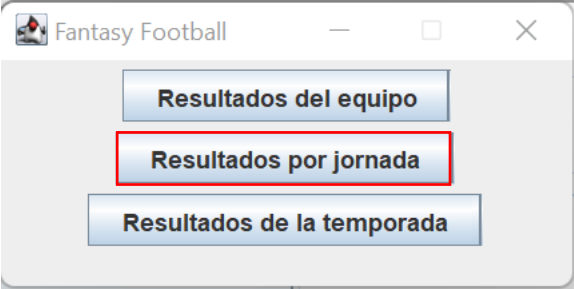 Fantasy Football
Resultados del equipo
Resultados por jornada
Resultados de la temporada